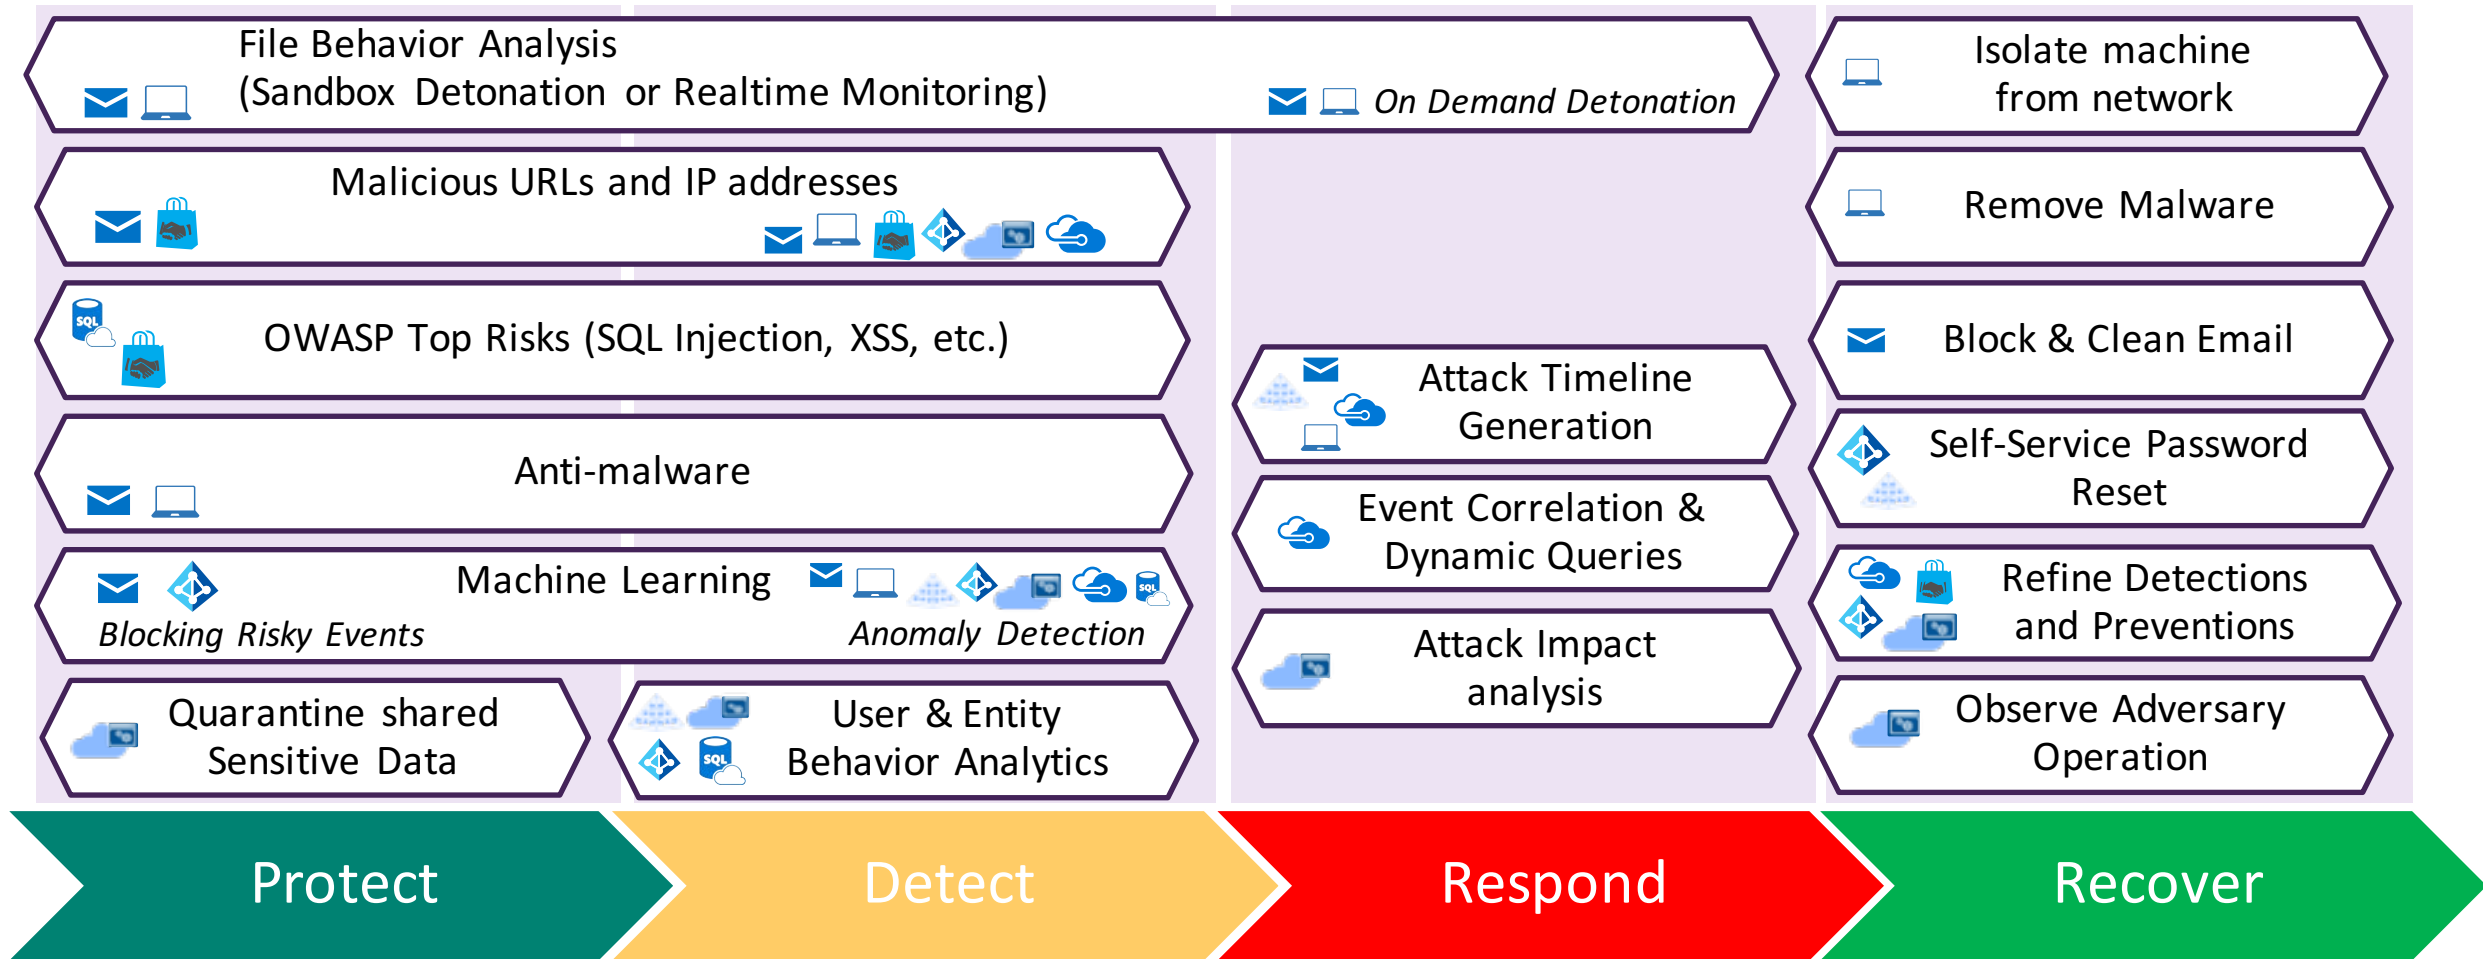 File Behavior Analysis
(Sandbox Detonation or Realtime Monitoring)
On Demand Detonation
Malicious URLs and IP addresses
SQL
OWASP Top Risks (SQL Injection, XSS, etc.)
Anti-malware
Machine Learning
SQL
Blocking Risky Events
Anomaly Detection
Quarantine shared
Sensitive Data
User & Entity
Behavior Analytics
SQL
Attack Timeline
Generation
Event Correlation &
Dynamic Queries
Attack Impact
analysis
Isolate machine
from network
Remove Malware
Block & Clean Email
Self-Service Password
Reset
Refine Detections
and Preventions
Observe Adversary
Operation
Protect
Detect
Respond
Recover